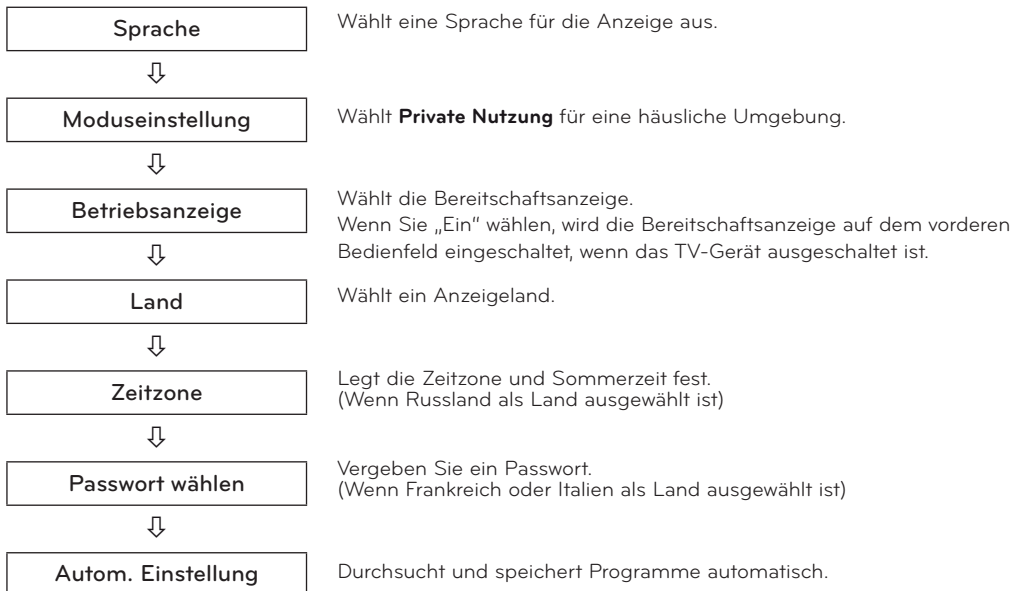 Sprache
Wählt eine Sprache für die Anzeige aus.
Moduseinstellung
Wählt Private Nutzung für eine häusliche Umgebung.
Betriebsanzeige
Wählt die Bereitschaftsanzeige.
Wenn Sie „Ein” wählen, wird die Bereitschaftsanzeige auf dem vorderen
Bedienfeld eingeschaltet, wenn das TV-Gerät ausgeschaltet ist.
Land
Wählt ein Anzeigeland.
Zeitzone
Legt die Zeitzone und Sommerzeit fest.
(Wenn Russland als Land ausgewählt ist)
Passwort wählen
Vergeben Sie ein Passwort.
(Wenn Frankreich oder Italien als Land ausgewählt ist)
Autom. Einstellung
Durchsucht und speichert Programme automatisch.